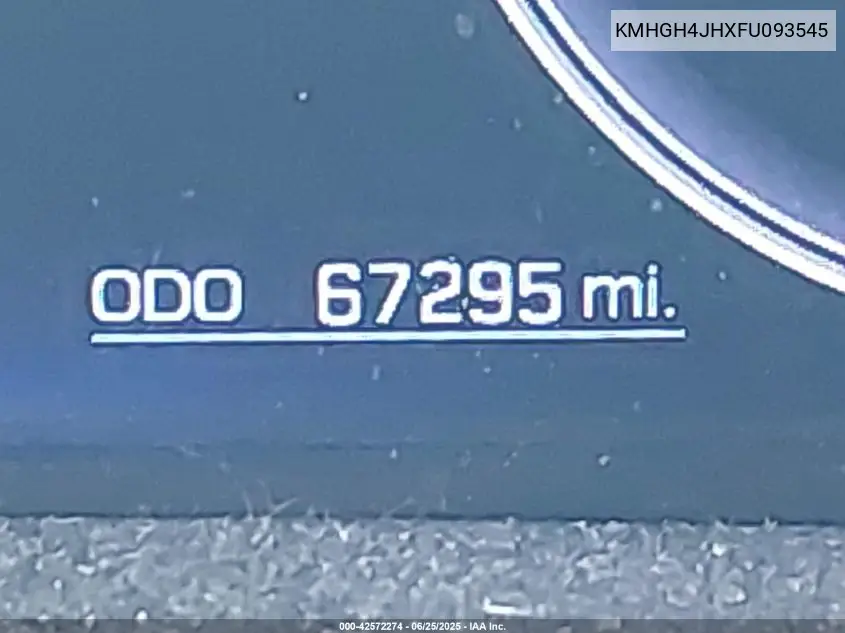 KMHGH4JHXFU093545
ODO 67295 mi.
000-42572274 - 06/25/2025 - IAA Inc.